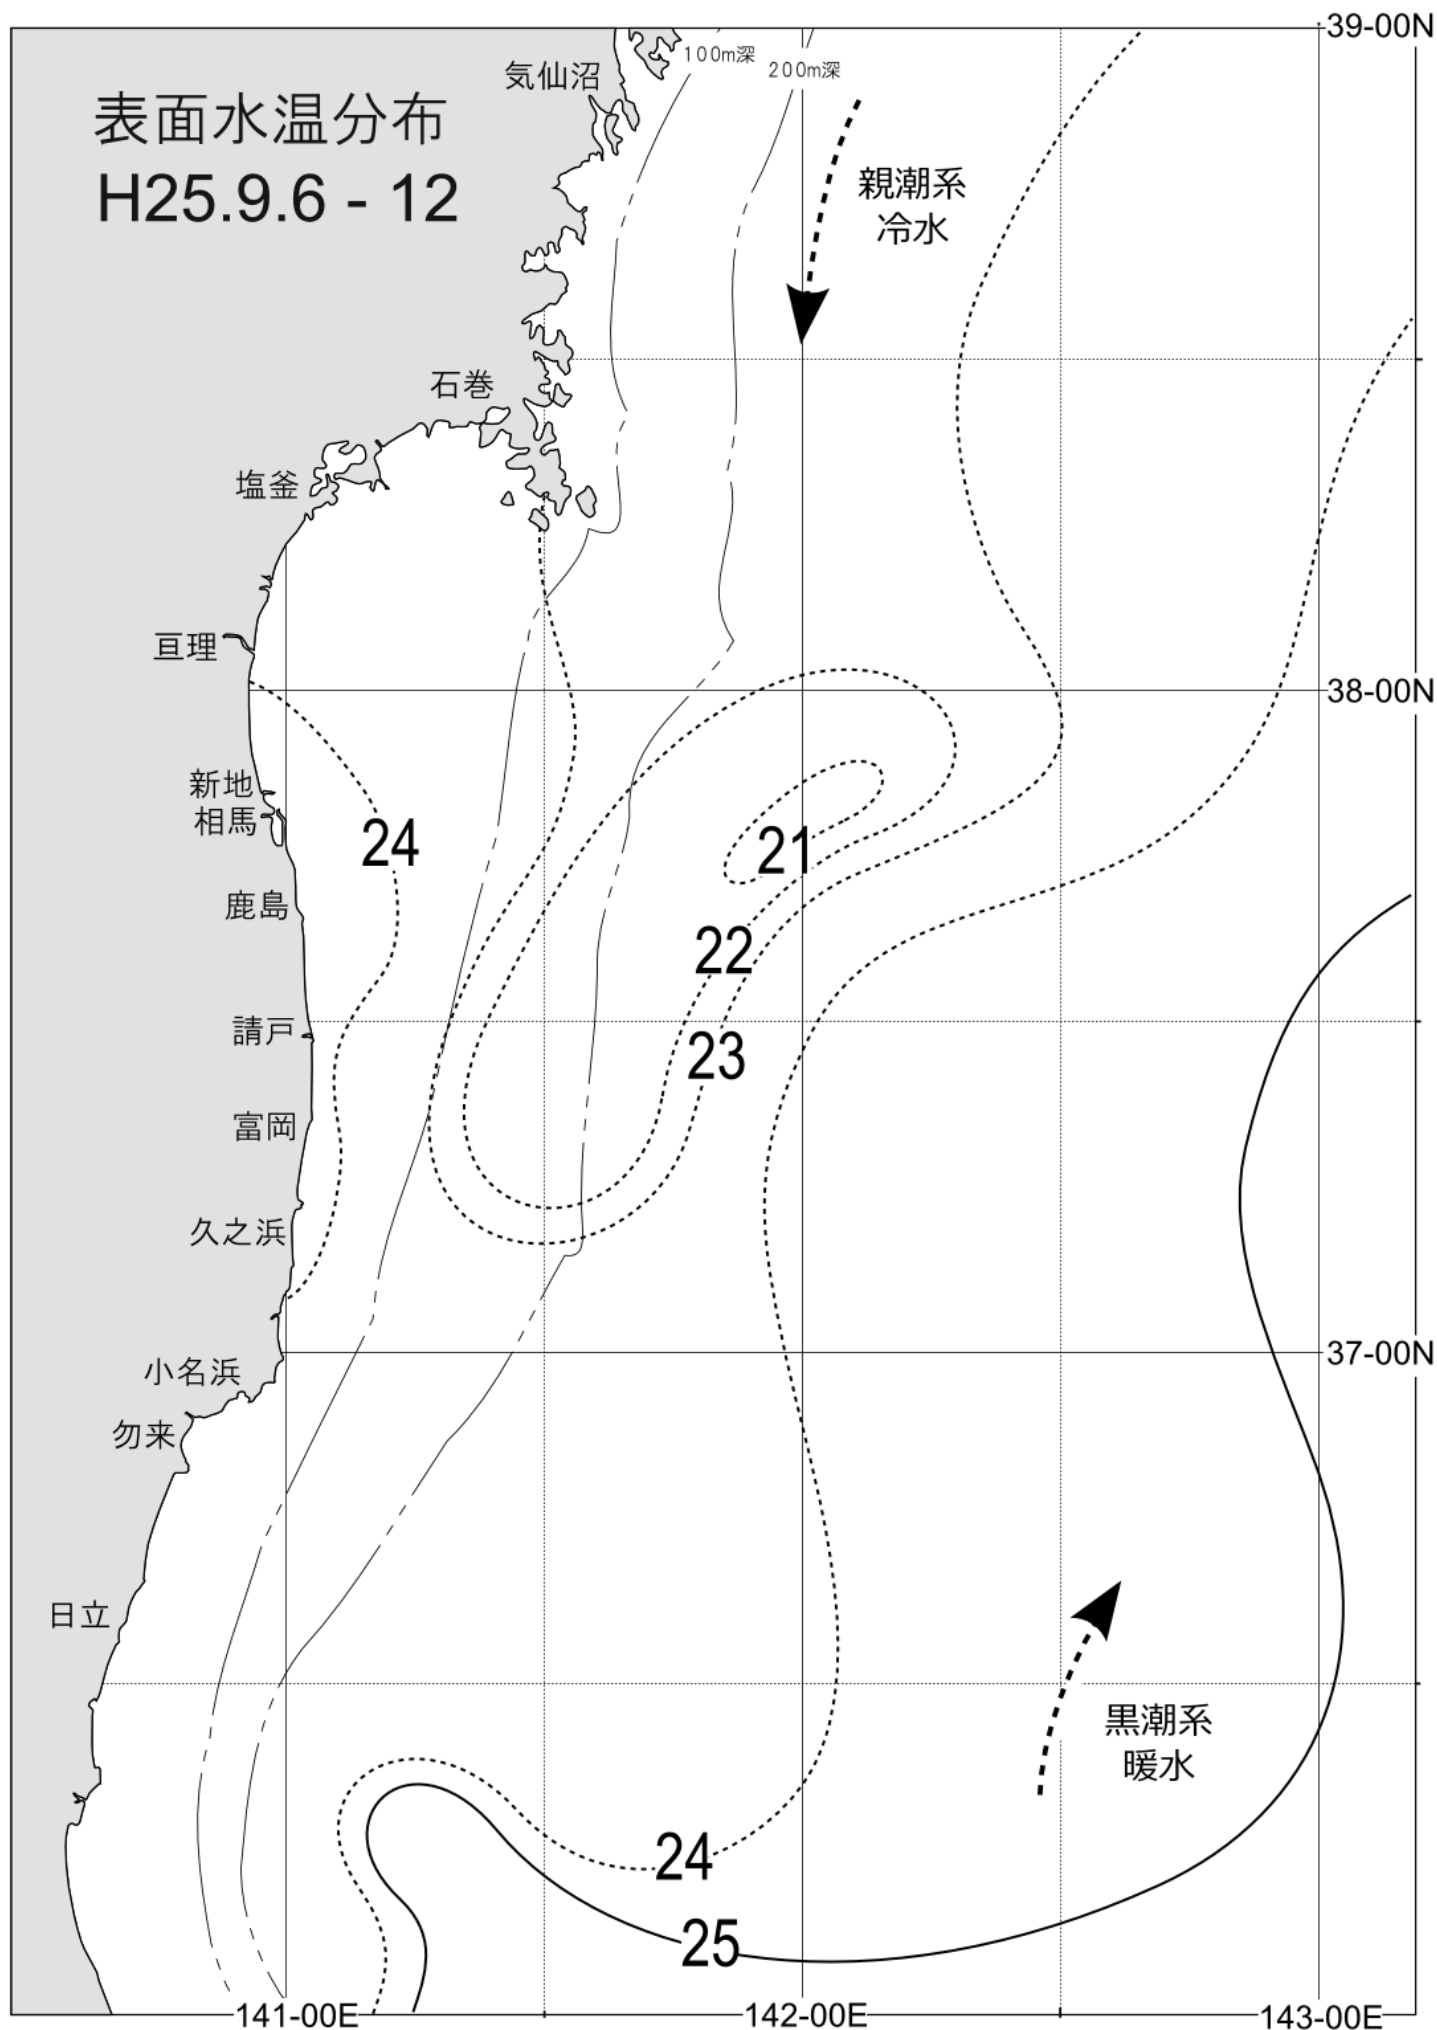 39-00N
100m深
200m深
気仙沼
表面水温分布
H25.9.6 - 12
親潮系
冷水
石巻
塩釜
亘理
38-00N
新地
相馬
24
21
鹿島
22
請戸
23
富岡
久之浜
37-00N
小名浜
勿来
日立
黒潮系
暖水
24
25
141-00E
142-00E
143-00E